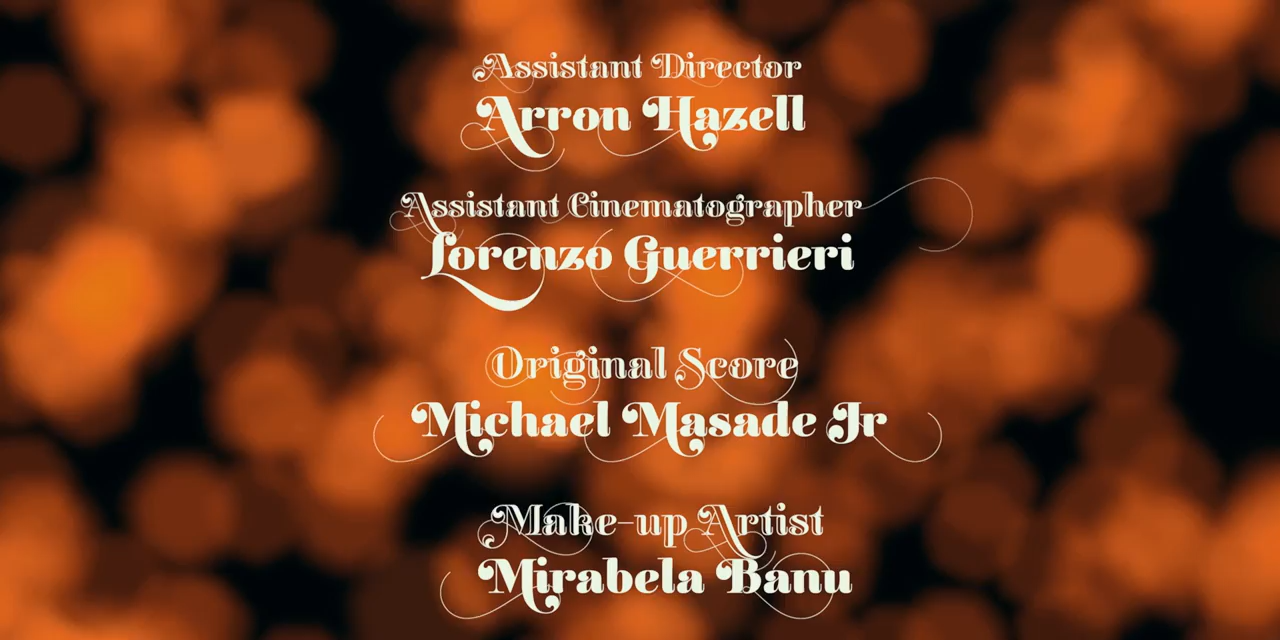 Assistant Director
Arron Hazell
Assistant Cinematographer
Lorenzo Guerrieri
Original Score
Michael Masade Jr
Make-up Artist
Mirabela Banu